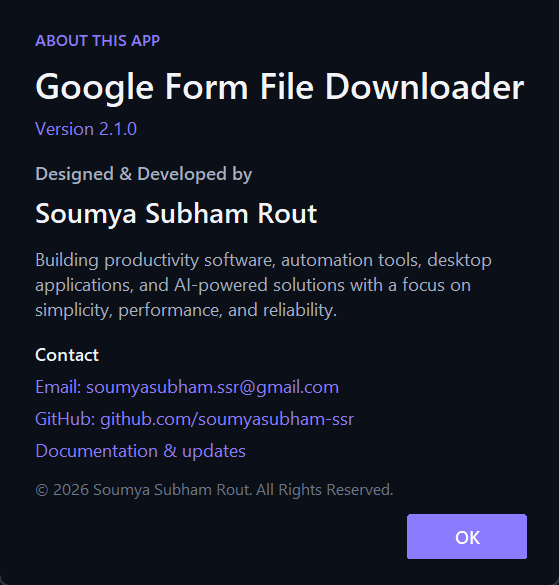 ABOUT THIS APP
Google Form File Downloader
Version 2.1.0
Designed & Developed by
Soumya Subham Rout
Building productivity software, automation tools, desktop
applications, and AI-powered solutions with a focus on
simplicity, performance, and reliability.
Contact
Email: soumyasubham.ssr@gmail.com
GitHub: github.com/soumyasubham-ssr
Documentation & updates
© 2026 Soumya Subham Rout. All Rights Reserved.
OK